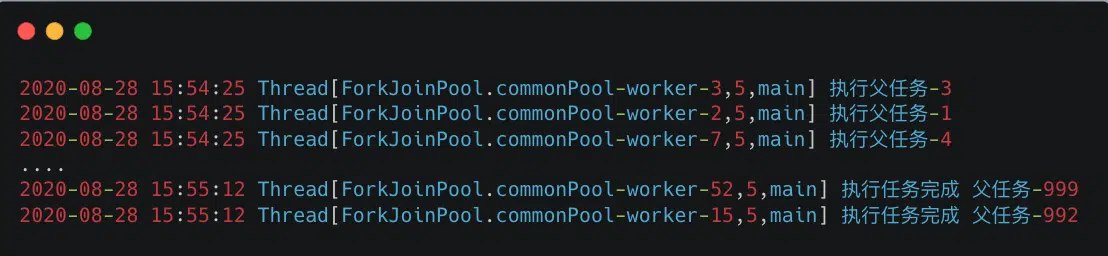 2020-08-28 15:54:25 Thread[ForkJoinPool.commonPool-worker-3,5,main] 执行父任务-3
2020-08-28 15:54:25 Thread[ForkJoinPool.commonPool-worker-2,5,main] 执行父任务-1
2020-08-28 15:54:25 Thread[ForkJoinPool.commonPool-worker-7,5,main] 执行父任务-4
....
2020-08-28 15:55:12 Thread[ForkJoinPool.commonPool-worker-52,5,main] 执行任务完成 父任务-999
2020-08-28 15:55:12 Thread[ForkJoinPool.commonPool-worker-15,5,main] 执行任务完成 父任务-992